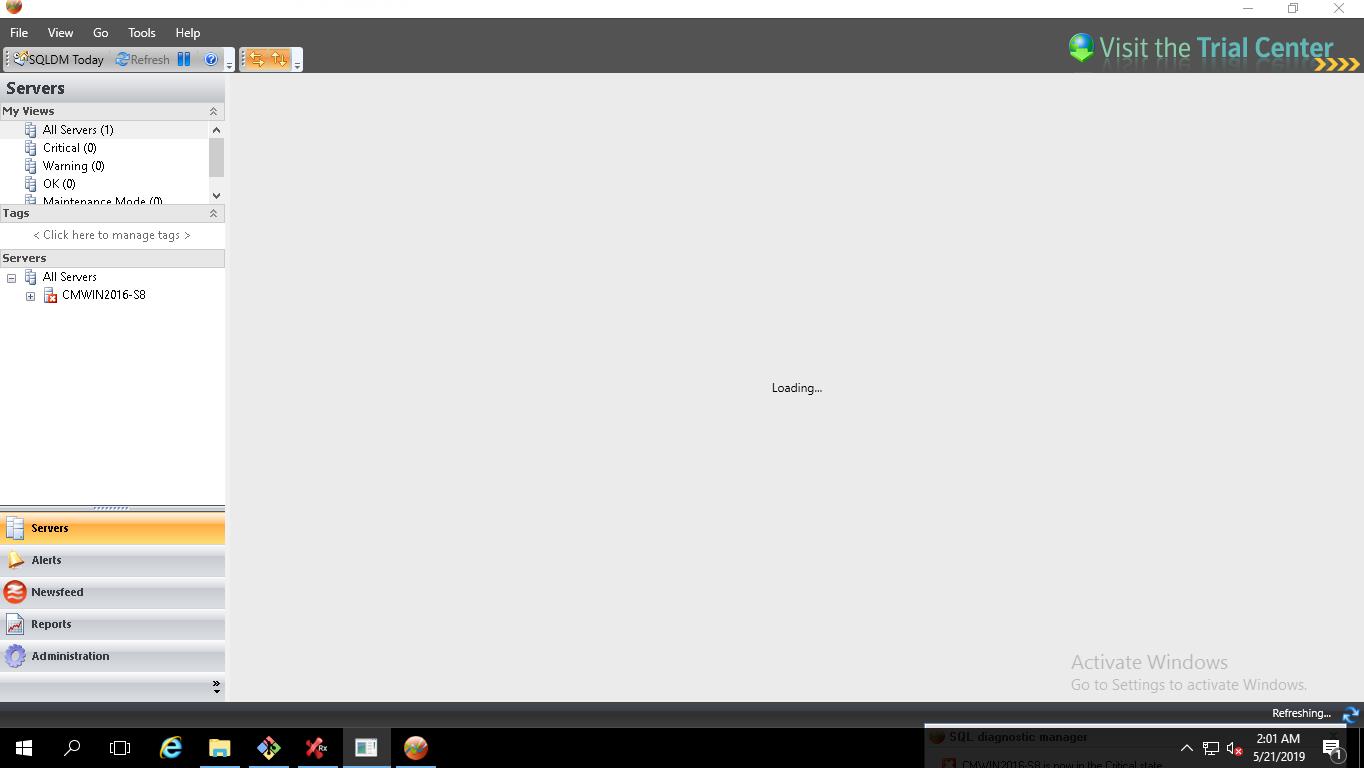 File View Go Tools Help
SQLDM Today Refresh
Visit the Trial Center
Servers
My Views
All Servers (1)
Critical (0)
Warning (0)
OK (0)
Maintenance Mode (0)
Tags
< Click here to manage tags >
Servers
All Servers
CMWIN2016-S8
Loading...
Servers
Alerts
Newsfeed
Reports
Administration
Activate Windows
Go to Settings to activate Windows.
Refreshing...
SQL diagnostic manager
CMWIN2016-S8 is now in the Critical state
Rx
2:01 AM
5/21/2019
1